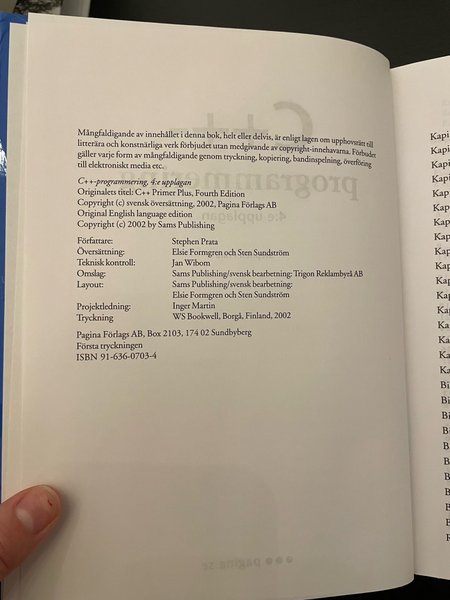 Mångfaldigande av innehållet i denna bok, helt eller delvis, är enligt lagen om upphovsrätt till
litterära och konstnärliga verk förbjudet utan medgivande av copyright-innehavarna. Förbudet
gäller varje form av mångfaldigande genom tryckning, kopiering, bandinspelning, överföring
till elektroniskt media etc.
C++-programmering, 4:e upplagan
Originalets titel: C++ Primer Plus, Fourth Edition
Copyright (c) svensk översättning, 2002, Pagina Förlags AB
Original English language edition
Copyright (c) 2002 by Sams Publishing
Författare: Stephen Prata
Översättning: Elsie Formgren och Sten Sundström
Teknisk kontroll: Jan Wibom
Omslag: Sams Publishing/svensk bearbetning: Trigon Reklambyrå AB
Layout: Sams Publishing/svensk bearbetning:
Elsie Formgren och Sten Sundström
Projektledning: Inger Martin
Tryckning WS Bookwell, Borgå, Finland, 2002
Pagina Förlags AB, Box 2103, 174 02 Sundbyberg
Första tryckningen
ISBN 91-636-0703-4